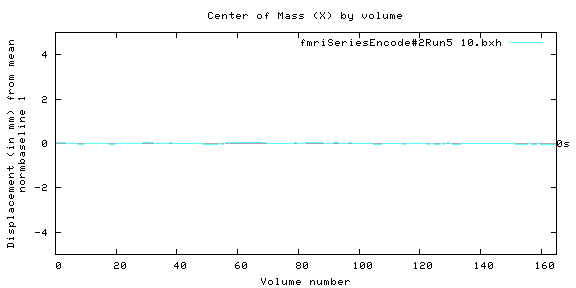 Center of Mass (X) by volume
fmriSeriesEncode#2Run5 10.bxh
Displacement (in mm) from mean
normbaseline 1
4
2
0
-2
-4
0s
0 20 40 60 80 100 120 140 160
Volume number